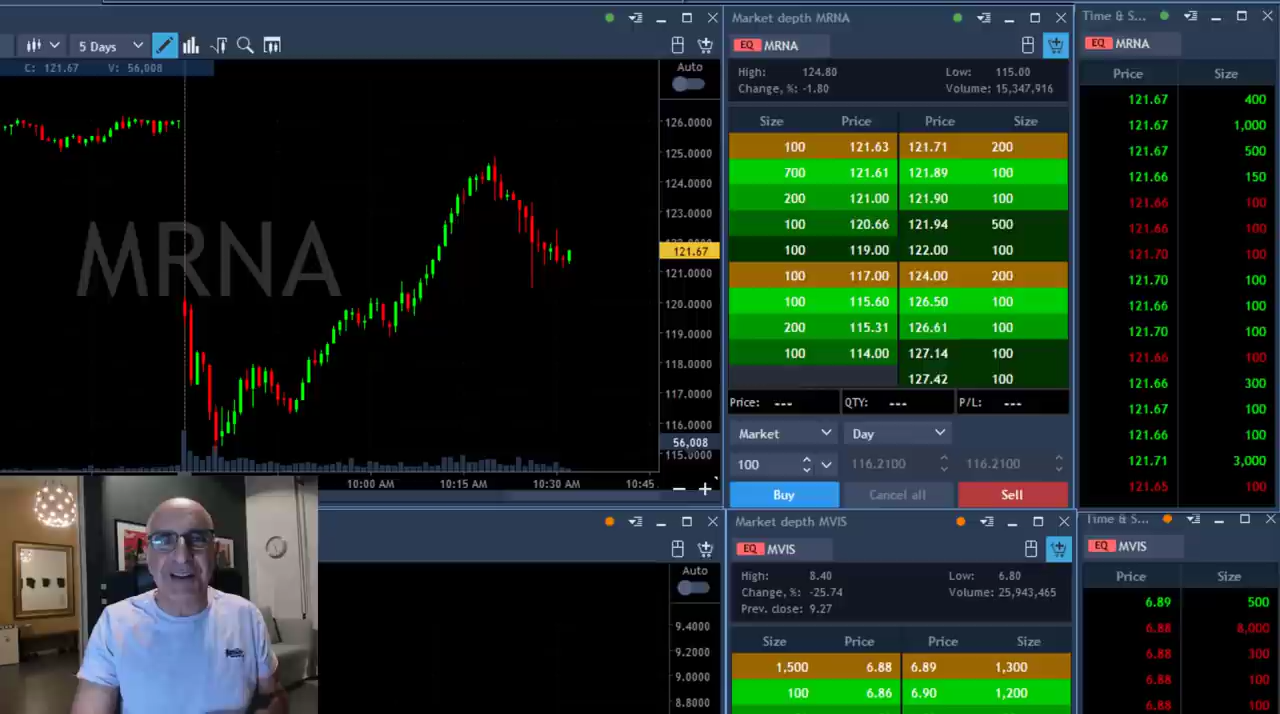 5 Days
C: 121.67 V: 56,008
MRNA
Auto
126.0000
125.0000
124.0000
123.0000
121.67
121.0000
120.0000
119.0000
118.0000
117.0000
116.0000
56,008
115.0000
10:00 AM 10:15 AM 10:30 AM 10:45
Market depth MRNA
EQ MRNA
High: 124.80 Low: 115.00
Change, %: -1.80 Volume: 15,347,916
Size Price Price Size
100 121.63 121.71 200
700 121.61 121.89 100
200 121.00 121.90 100
100 120.66 121.94 500
100 119.00 122.00 100
100 117.00 124.00 200
100 115.60 126.50 100
200 115.31 126.61 100
100 114.00 127.14 100
127.42 100
Price: --- QTY: --- P/L: ---
Market Day
100 116.2100 116.2100
Buy Cancel all Sell
Time & S...
EQ MRNA
Price Size
121.67 400
121.67 1,000
121.67 500
121.66 150
121.66 100
121.66 100
121.70 100
121.70 100
121.66 100
121.70 100
121.66 100
121.66 300
121.67 100
121.66 100
121.71 3,000
121.65 100
Auto
9.4000
9.2000
9.0000
8.8000
Market depth MVIS
EQ MVIS
High: 8.40 Low: 6.80
Change, %: -25.74 Volume: 25,943,465
Prev. close: 9.27
Size Price Price Size
1,500 6.88 6.89 1,300
100 6.86 6.90 1,200
Time & S...
EQ MVIS
Price Size
6.89 500
6.88 8,000
6.88 300
6.88 100
6.88 100